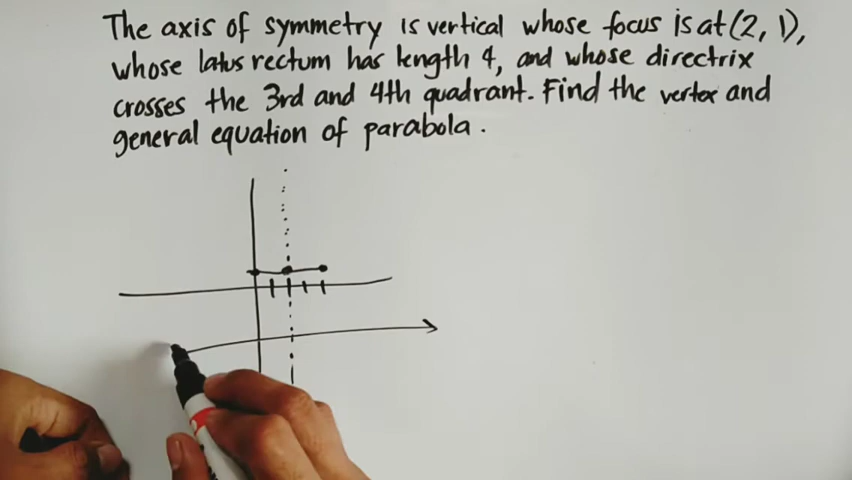 The axis of symmetry is vertical whose focus is at (2, 1),
whose latus rectum has length 4, and whose directrix
crosses the 3rd and 4th quadrant. Find the vertex and
general equation of parabola.